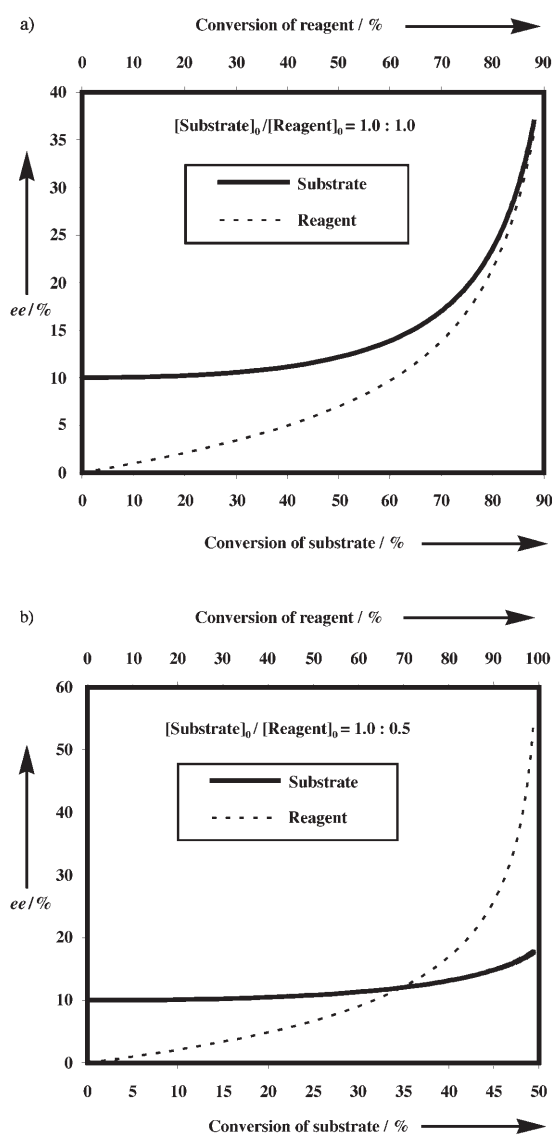 a)
Conversion of reagent / %
0 10 20 30 40 50 60 70 80 90
40
35
30
25
20
15
10
5
0
ee / %
[Substrate]0/[Reagent]0 = 1.0 : 1.0
Substrate
Reagent
0 10 20 30 40 50 60 70 80 90
Conversion of substrate / %
b)
Conversion of reagent / %
0 10 20 30 40 50 60 70 80 90 100
60
50
40
30
20
10
0
ee / %
[Substrate]0 / [Reagent]0 = 1.0 : 0.5
Substrate
Reagent
0 5 10 15 20 25 30 35 40 45 50
Conversion of substrate / %